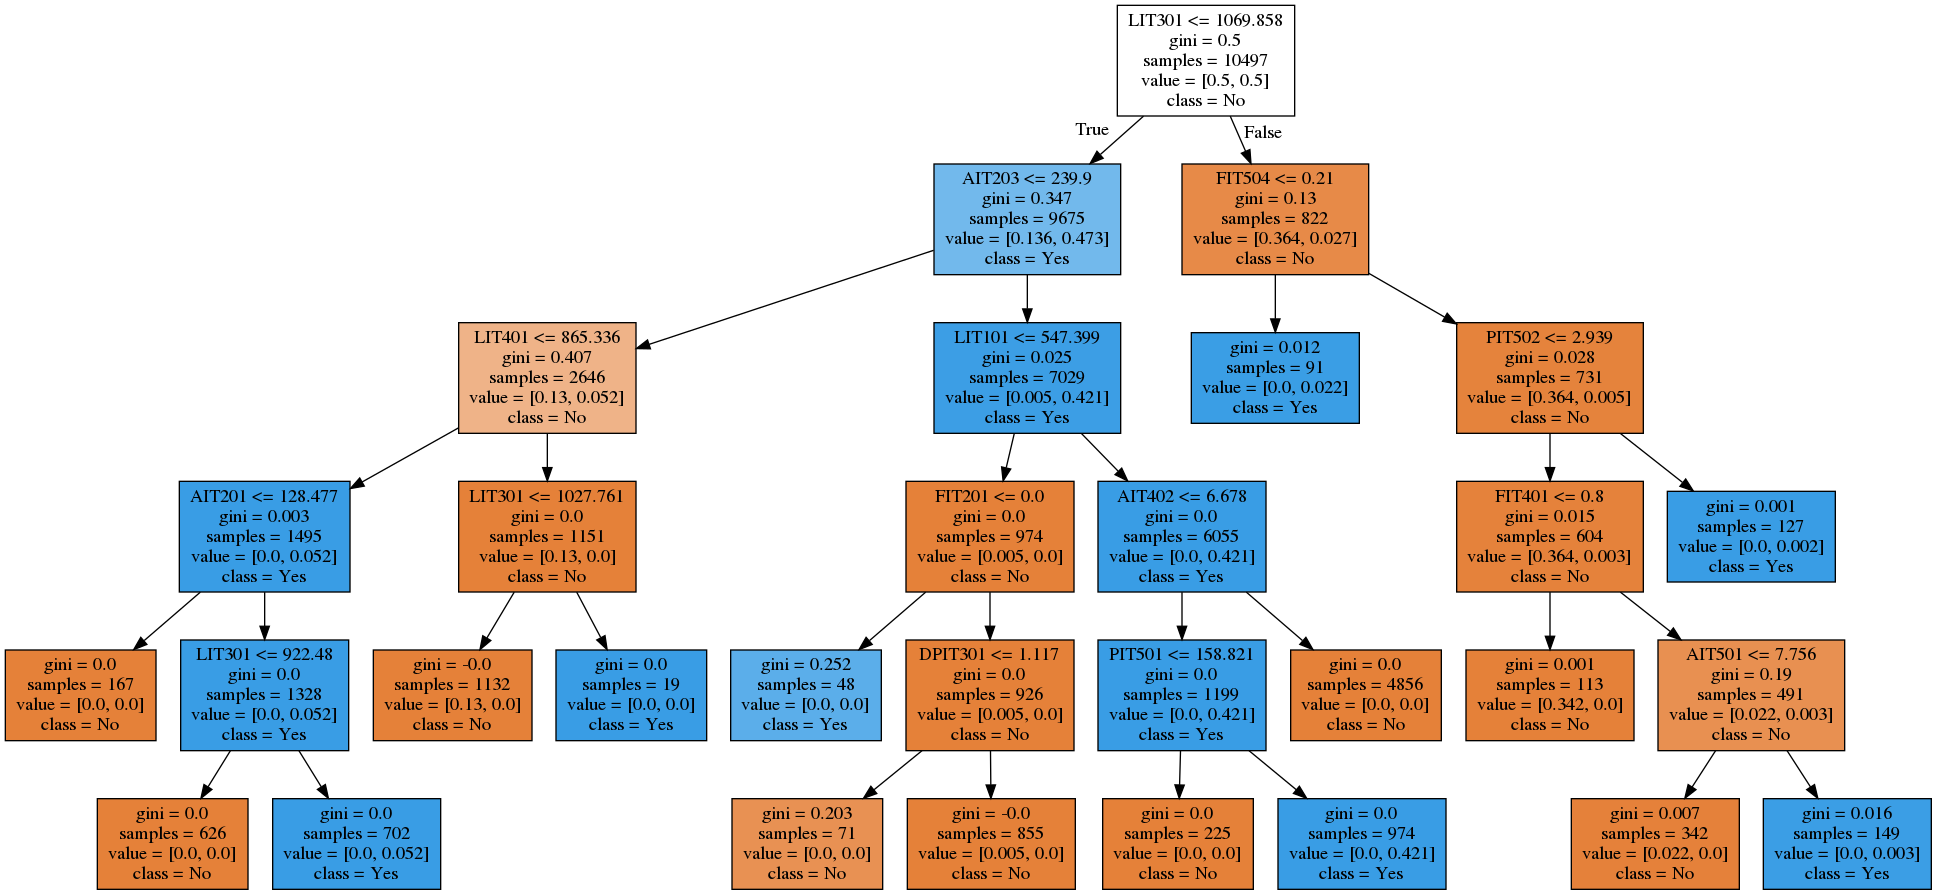 LIT301 <= 1069.858
gini = 0.5
samples = 10497
value = [0.5, 0.5]
class = No
True
False
AIT203 <= 239.9
gini = 0.347
samples = 9675
value = [0.136, 0.473]
class = Yes
FIT504 <= 0.21
gini = 0.13
samples = 822
value = [0.364, 0.027]
class = No
LIT401 <= 865.336
gini = 0.407
samples = 2646
value = [0.13, 0.052]
class = No
LIT101 <= 547.399
gini = 0.025
samples = 7029
value = [0.005, 0.421]
class = Yes
gini = 0.012
samples = 91
value = [0.0, 0.022]
class = Yes
PIT502 <= 2.939
gini = 0.028
samples = 731
value = [0.364, 0.005]
class = No
AIT201 <= 128.477
gini = 0.003
samples = 1495
value = [0.0, 0.052]
class = Yes
LIT301 <= 1027.761
gini = 0.0
samples = 1151
value = [0.13, 0.0]
class = No
FIT201 <= 0.0
gini = 0.0
samples = 974
value = [0.005, 0.0]
class = No
AIT402 <= 6.678
gini = 0.0
samples = 6055
value = [0.0, 0.421]
class = Yes
FIT401 <= 0.8
gini = 0.015
samples = 604
value = [0.364, 0.003]
class = No
gini = 0.001
samples = 127
value = [0.0, 0.002]
class = Yes
gini = 0.0
samples = 167
value = [0.0, 0.0]
class = No
LIT301 <= 922.48
gini = 0.0
samples = 1328
value = [0.0, 0.052]
class = Yes
gini = -0.0
samples = 1132
value = [0.13, 0.0]
class = No
gini = 0.0
samples = 19
value = [0.0, 0.0]
class = Yes
gini = 0.252
samples = 48
value = [0.0, 0.0]
class = Yes
DPIT301 <= 1.117
gini = 0.0
samples = 926
value = [0.005, 0.0]
class = No
PIT501 <= 158.821
gini = 0.0
samples = 1199
value = [0.0, 0.421]
class = Yes
gini = 0.0
samples = 4856
value = [0.0, 0.0]
class = No
gini = 0.001
samples = 113
value = [0.342, 0.0]
class = No
AIT501 <= 7.756
gini = 0.19
samples = 491
value = [0.022, 0.003]
class = No
gini = 0.0
samples = 626
value = [0.0, 0.0]
class = No
gini = 0.0
samples = 702
value = [0.0, 0.052]
class = Yes
gini = 0.203
samples = 71
value = [0.0, 0.0]
class = No
gini = -0.0
samples = 855
value = [0.005, 0.0]
class = No
gini = 0.0
samples = 225
value = [0.0, 0.0]
class = No
gini = 0.0
samples = 974
value = [0.0, 0.421]
class = Yes
gini = 0.007
samples = 342
value = [0.022, 0.0]
class = No
gini = 0.016
samples = 149
value = [0.0, 0.003]
class = Yes